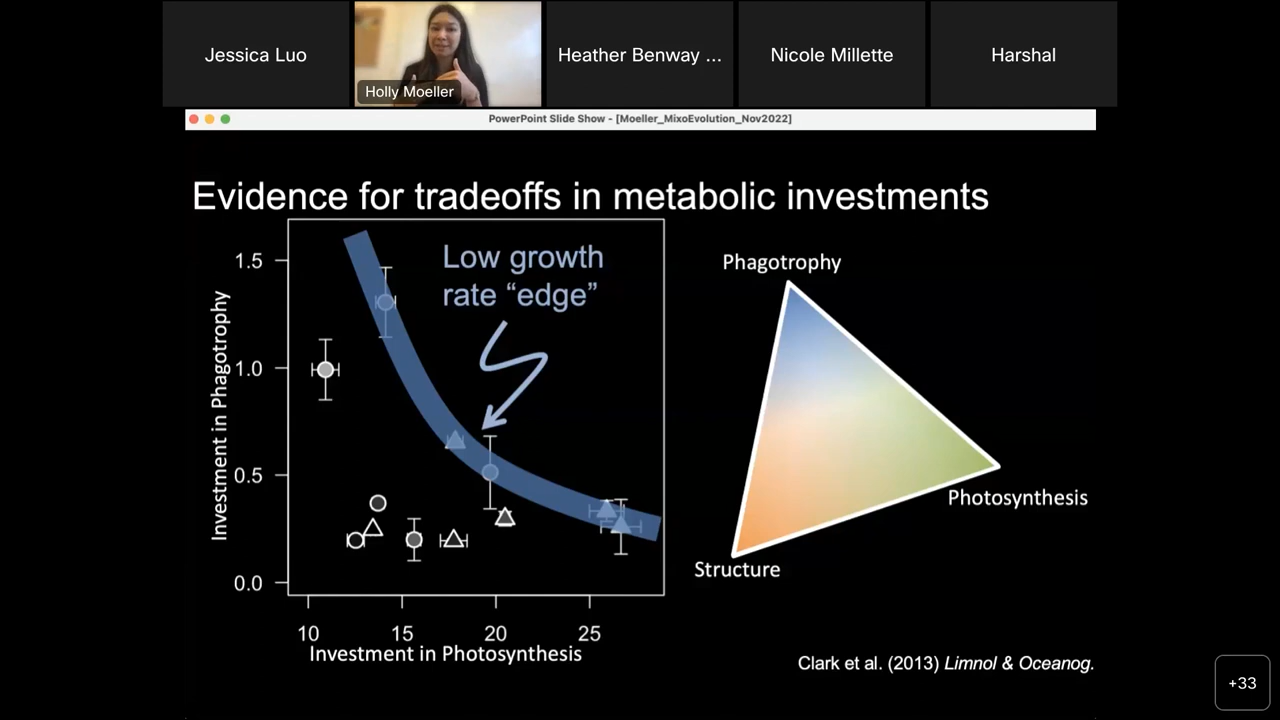 Jessica Luo
Holly Moeller
Heather Benway ...
Nicole Millette
Harshal
PowerPoint Slide Show - [Moeller_MixoEvolution_Nov2022]
Evidence for tradeoffs in metabolic investments
Low growth
rate “edge”
Investment in Phagotrophy
1.5
1.0
0.5
0.0
10
15
20
25
Investment in Photosynthesis
Phagotrophy
Photosynthesis
Structure
Clark et al. (2013) Limnol & Oceanog.
+33